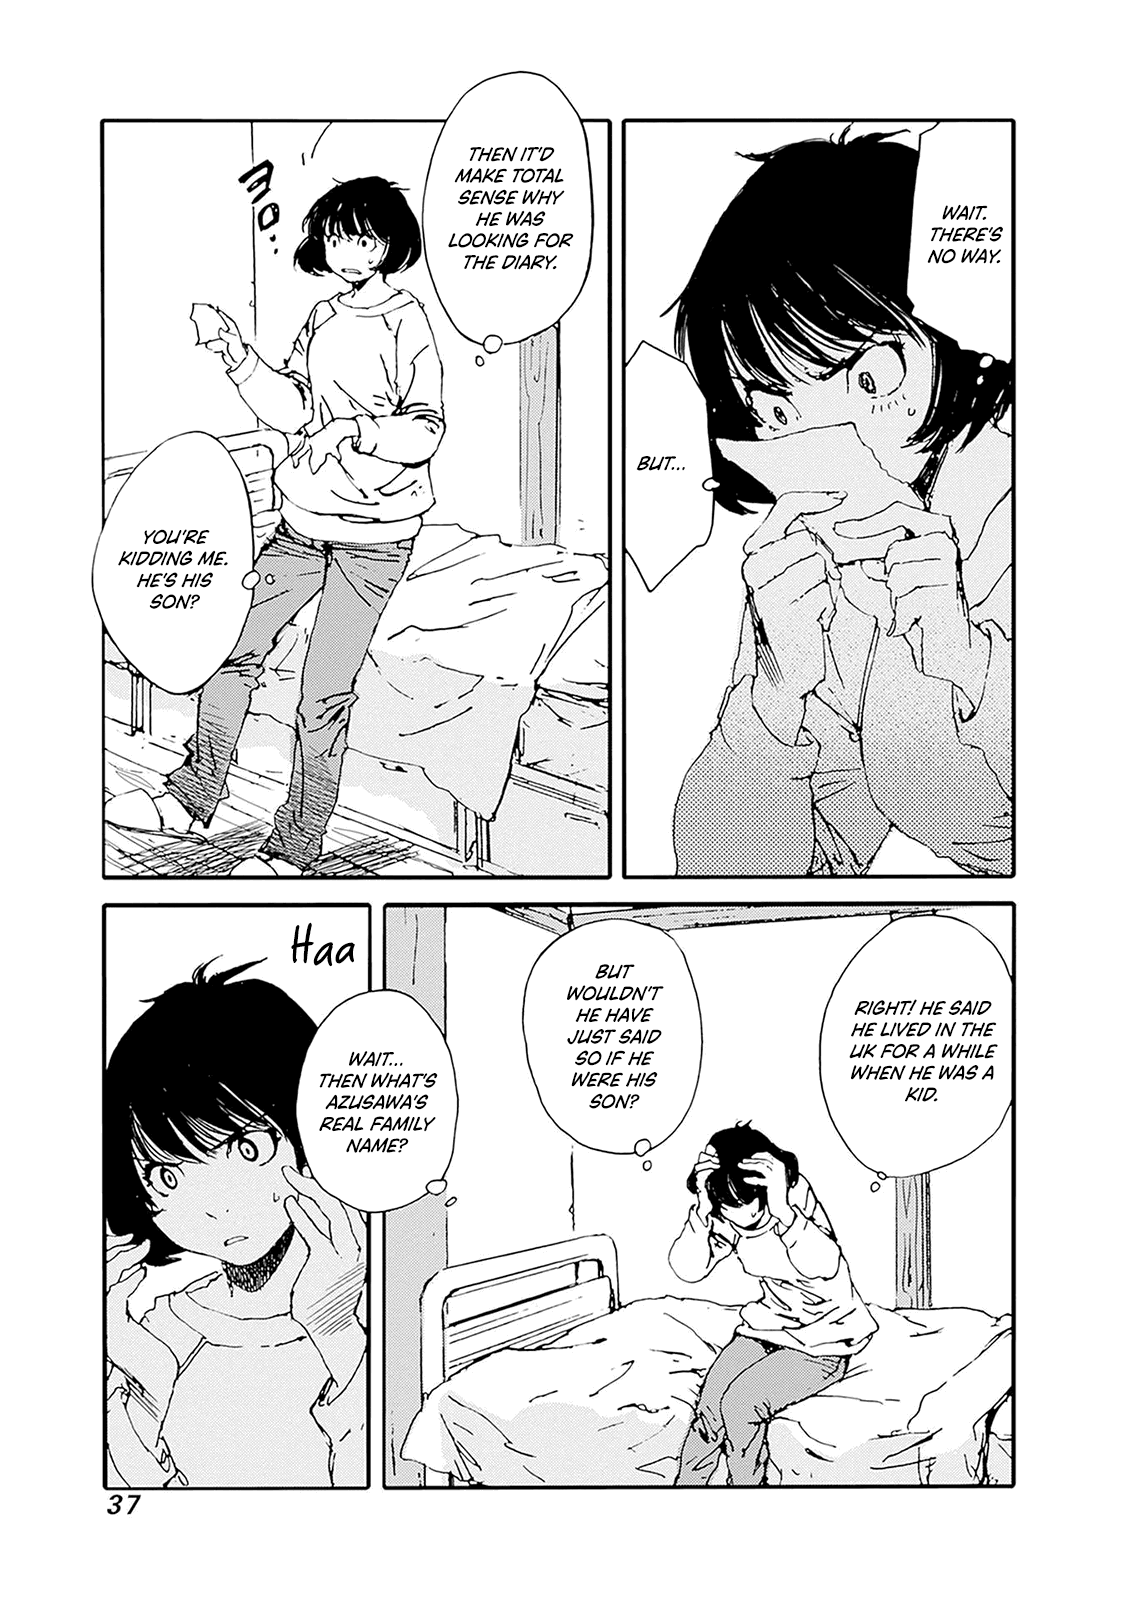 WAIT.
THERE'S
NO WAY.
BUT...
THEN IT'D
MAKE TOTAL
SENSE WHY
HE WAS
LOOKING FOR
THE DIARY.
ヨロ..
YOU'RE
KIDDING ME.
HE'S HIS
SON?
RIGHT! HE SAID
HE LIVED IN THE
UK FOR A WHILE
WHEN HE WAS A
KID.
BUT
WOULDN'T
HE HAVE
JUST SAID
SO IF HE
WERE HIS
SON?
Haa
WAIT...
THEN WHAT'S
AZUSAWA'S
REAL FAMILY
NAME?
37